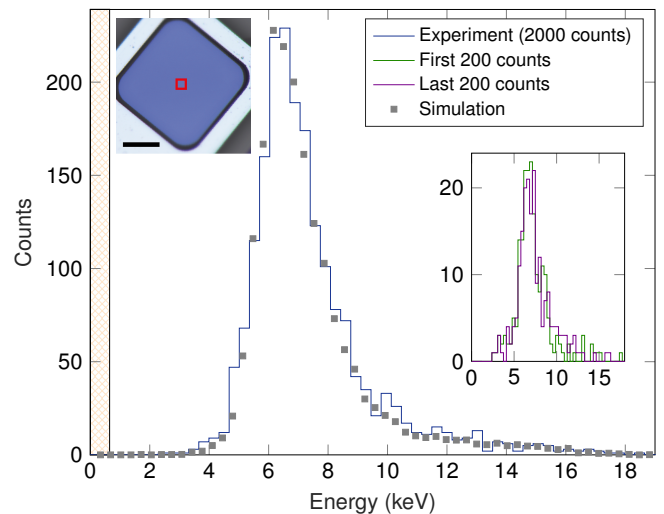 Experiment (2000 counts)
First 200 counts
Last 200 counts
Simulation
200
150
100
50
0
Counts
0 2 4 6 8 10 12 14 16 18
Energy (keV)
20
10
0
0 5 10 15